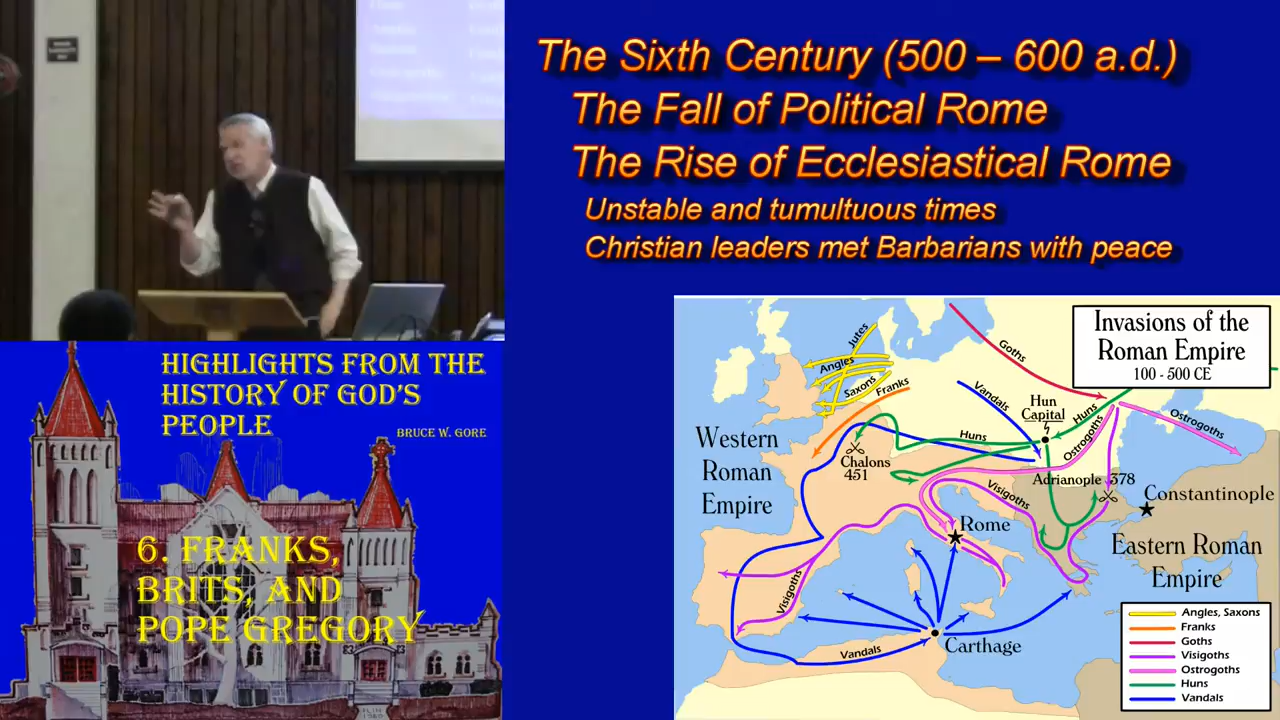 The Sixth Century (500 – 600 a.d.)
The Fall of Political Rome
The Rise of Ecclesiastical Rome
Unstable and tumultuous times
Christian leaders met Barbarians with peace
HIGHLIGHTS FROM THE
HISTORY OF GOD'S
PEOPLE
BRUCE W. GORE
6. FRANKS,
BRITS, AND
POPE GREGORY
Invasions of the
Roman Empire
100 - 500 CE
Jutes
Angles
Saxons
Franks
Goths
Vandals
Hun
Capital
Huns
Ostrogoths
Ostrogoths
Huns
Western
Roman
Empire
Chalons
451
Adrianople 378
Visigoths
Constantinople
Rome
Eastern Roman
Empire
Visigoths
Carthage
Vandals
Angles, Saxons
Franks
Goths
Visigoths
Ostrogoths
Huns
Vandals